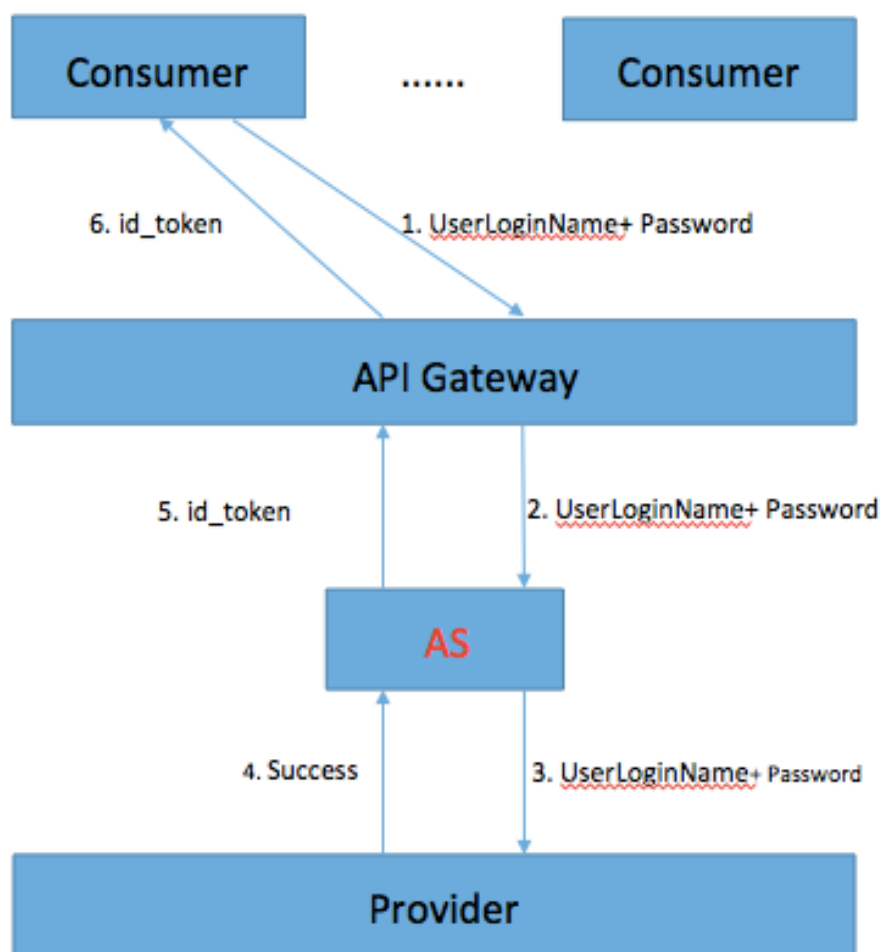 Consumer
......
Consumer
6. id_token
1. UserLoginName+ Password
API Gateway
5. id_token
2. UserLoginName+ Password
AS
4. Success
3. UserLoginName+ Password
Provider